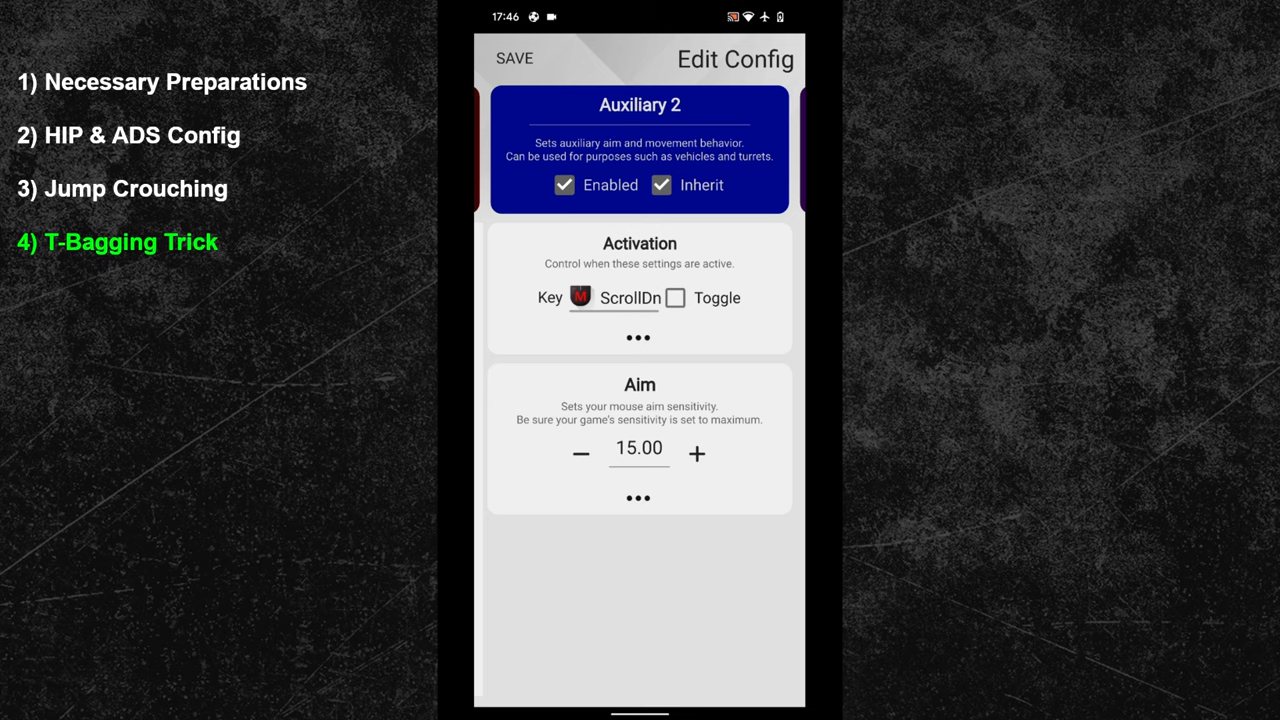 1) Necessary Preparations
2) HIP & ADS Config
3) Jump Crouching
4) T-Bagging Trick
17:46
SAVE
Edit Config
Auxiliary 2
Sets auxiliary aim and movement behavior.
Can be used for purposes such as vehicles and turrets.
Enabled Inherit
Activation
Control when these settings are active.
Key M ScrollDn Toggle
•••
Aim
Sets your mouse aim sensitivity.
Be sure your game's sensitivity is set to maximum.
− 15.00 +
•••